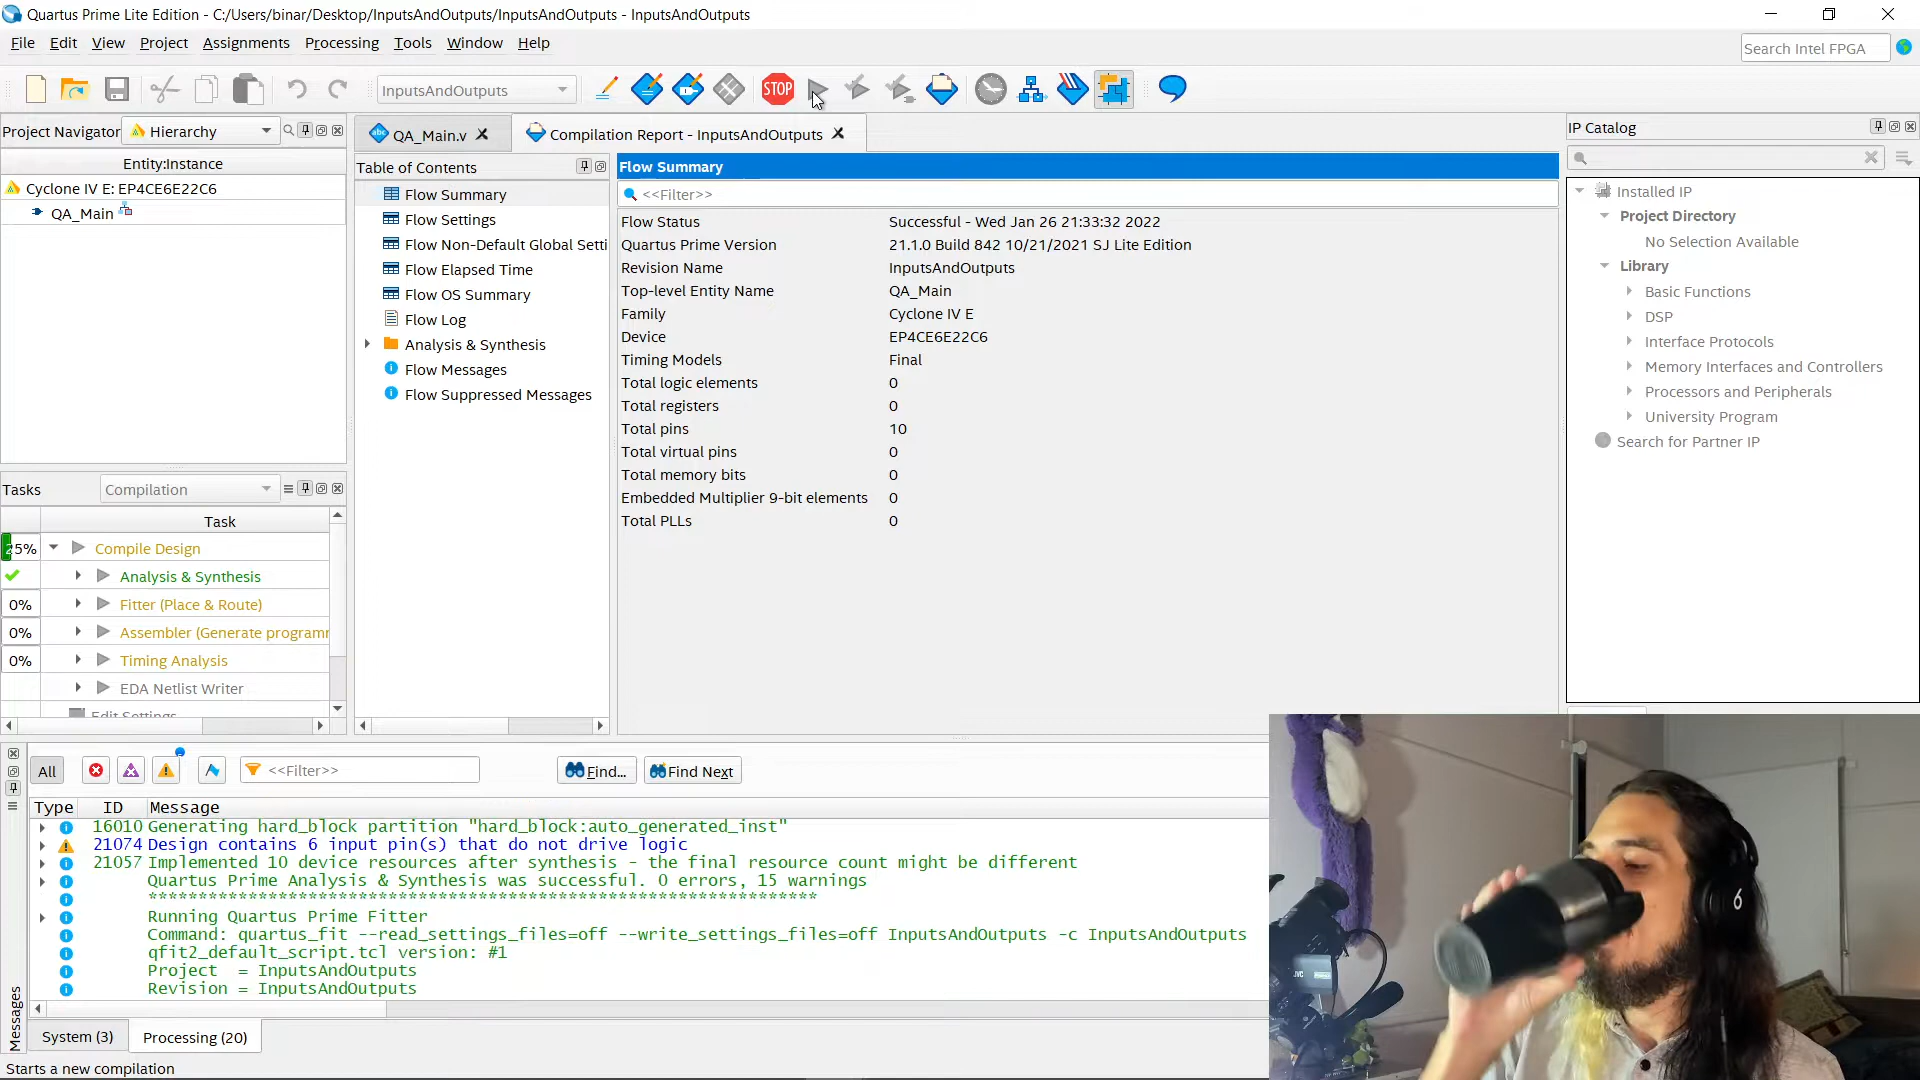 Quartus Prime Lite Edition - C:/Users/binar/Desktop/InputsAndOutputs/InputsAndOutputs - InputsAndOutputs
File Edit View Project Assignments Processing Tools Window Help
Search Intel FPGA
InputsAndOutputs
STOP
Project Navigator Hierarchy
QA_Main.v
Compilation Report - InputsAndOutputs
IP Catalog
Entity:Instance
Cyclone IV E: EP4CE6E22C6
QA_Main
Table of Contents
Flow Summary
Flow Settings
Flow Non-Default Global Setti
Flow Elapsed Time
Flow OS Summary
Flow Log
Analysis & Synthesis
Flow Messages
Flow Suppressed Messages
Flow Summary
<<Filter>>
Flow Status Successful - Wed Jan 26 21:33:32 2022
Quartus Prime Version 21.1.0 Build 842 10/21/2021 SJ Lite Edition
Revision Name InputsAndOutputs
Top-level Entity Name QA_Main
Family Cyclone IV E
Device EP4CE6E22C6
Timing Models Final
Total logic elements 0
Total registers 0
Total pins 10
Total virtual pins 0
Total memory bits 0
Embedded Multiplier 9-bit elements 0
Total PLLs 0
Installed IP
Project Directory
No Selection Available
Library
Basic Functions
DSP
Interface Protocols
Memory Interfaces and Controllers
Processors and Peripherals
University Program
Search for Partner IP
Tasks Compilation
Task
25% Compile Design
Analysis & Synthesis
0% Fitter (Place & Route)
0% Assembler (Generate programm
0% Timing Analysis
EDA Netlist Writer
Edit Settings
All <<Filter>> Find... Find Next
Type ID Message
16010 Generating hard_block partition "hard_block:auto_generated_inst"
21074 Design contains 6 input pin(s) that do not drive logic
21057 Implemented 10 device resources after synthesis - the final resource count might be different
Quartus Prime Analysis & Synthesis was successful. 0 errors, 15 warnings
*******************************************************************
Running Quartus Prime Fitter
Command: quartus_fit --read_settings_files=off --write_settings_files=off InputsAndOutputs -c InputsAndOutputs
qfit2_default_script.tcl version: #1
Project = InputsAndOutputs
Revision = InputsAndOutputs
Messages
System (3) Processing (20)
Starts a new compilation
JVC
6